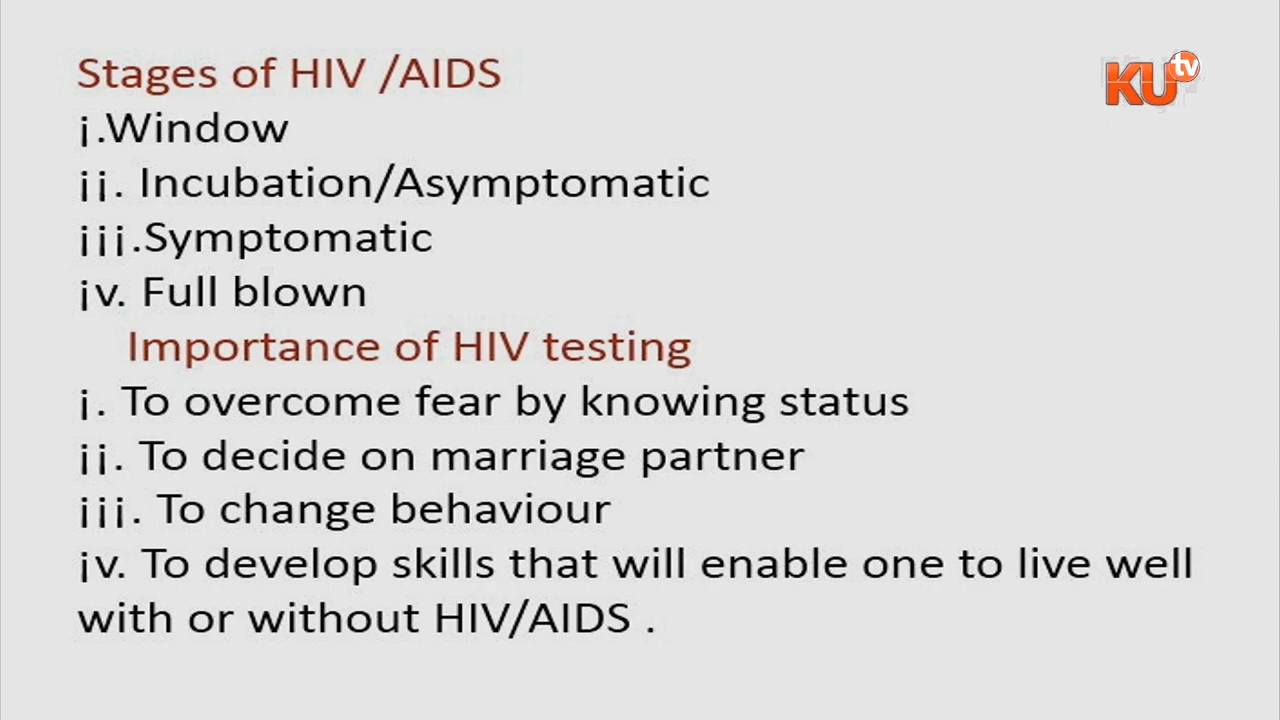 Stages of HIV /AIDS
KU tv
¡.Window
¡¡. Incubation/Asymptomatic
¡¡¡.Symptomatic
¡v. Full blown
Importance of HIV testing
¡. To overcome fear by knowing status
¡¡. To decide on marriage partner
¡¡¡. To change behaviour
¡v. To develop skills that will enable one to live well
with or without HIV/AIDS .